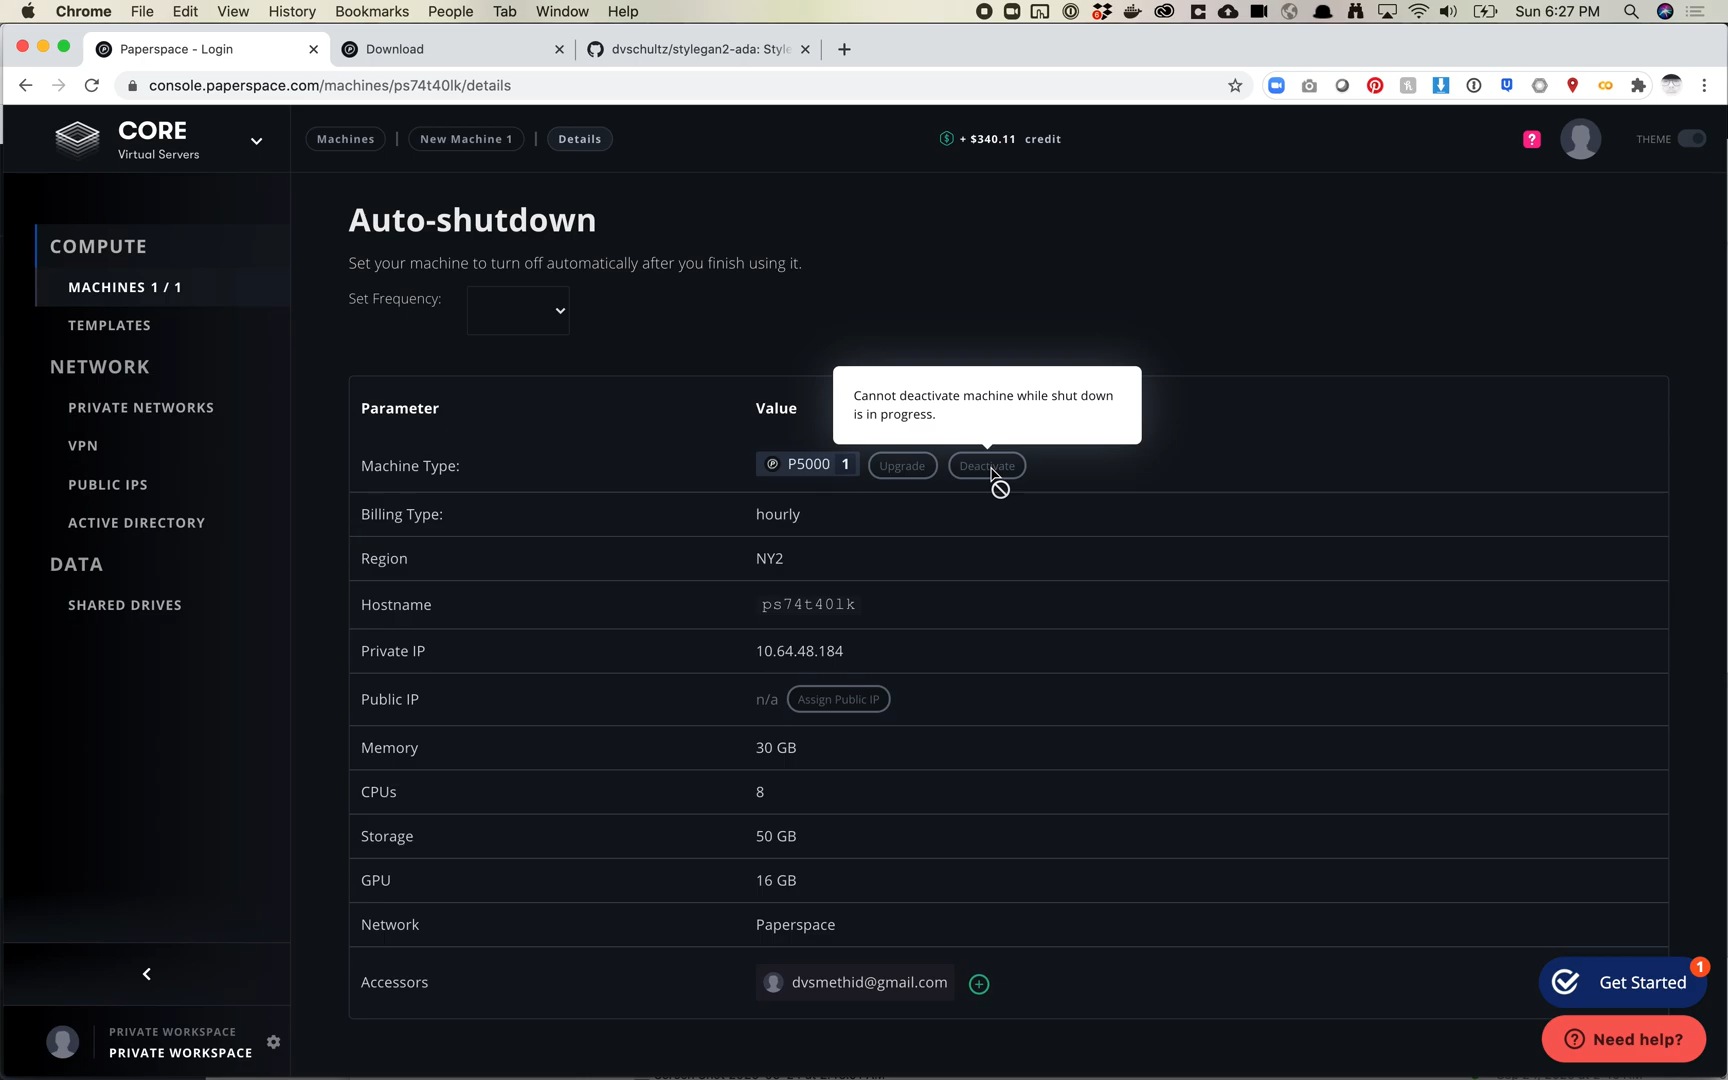 Chrome File Edit View History Bookmarks People Tab Window Help Sun 6:27 PM
Paperspace - Login Download dvschultz/stylegan2-ada: Style
console.paperspace.com/machines/ps74t40lk/details
CORE
Virtual Servers
Machines | New Machine 1 | Details
+ $340.11 credit
?
THEME
COMPUTE
MACHINES 1 / 1
TEMPLATES
NETWORK
PRIVATE NETWORKS
VPN
PUBLIC IPS
ACTIVE DIRECTORY
DATA
SHARED DRIVES
PRIVATE WORKSPACE
PRIVATE WORKSPACE
Auto-shutdown
Set your machine to turn off automatically after you finish using it.
Set Frequency:
Cannot deactivate machine while shut down
is in progress.
Parameter Value
Machine Type: P5000 1 Upgrade Deactivate
Billing Type: hourly
Region NY2
Hostname ps74t40lk
Private IP 10.64.48.184
Public IP n/a Assign Public IP
Memory 30 GB
CPUs 8
Storage 50 GB
GPU 16 GB
Network Paperspace
Accessors dvsmethid@gmail.com
Get Started 1
Need help?